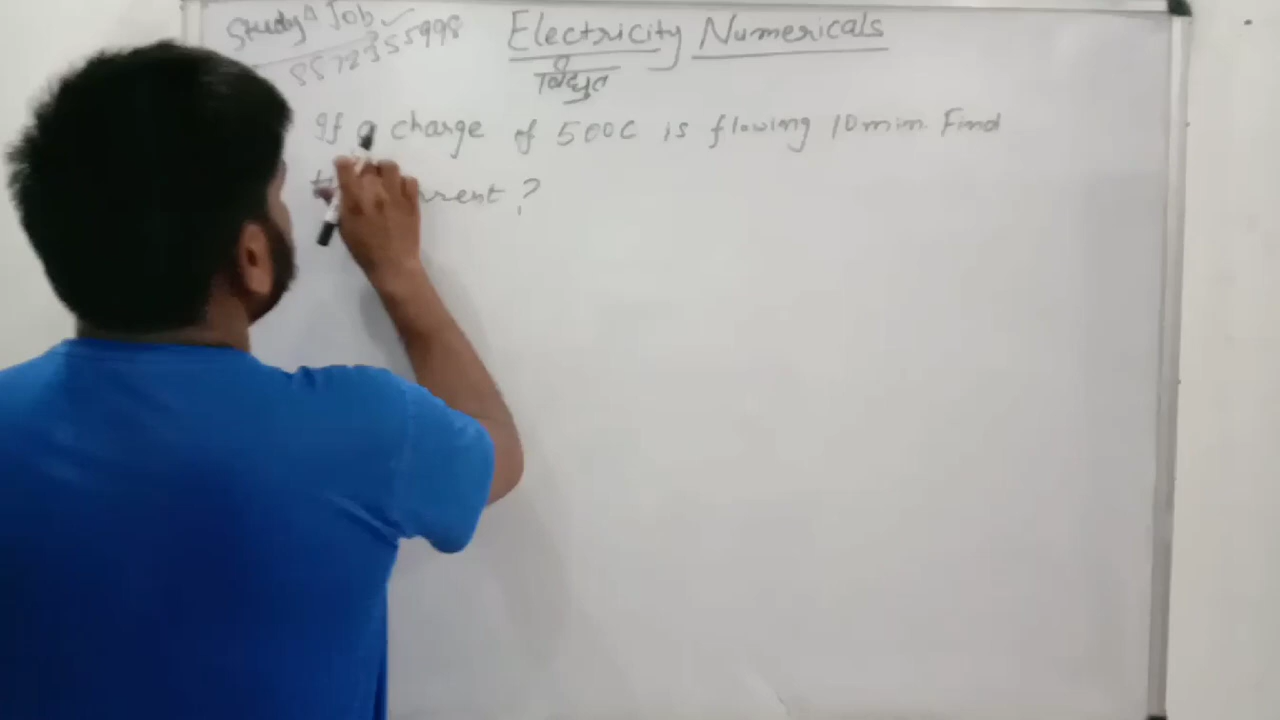 Study Job
Electricity Numericals
विद्युत
If a charge of 500C is flowing 10min. Find
?